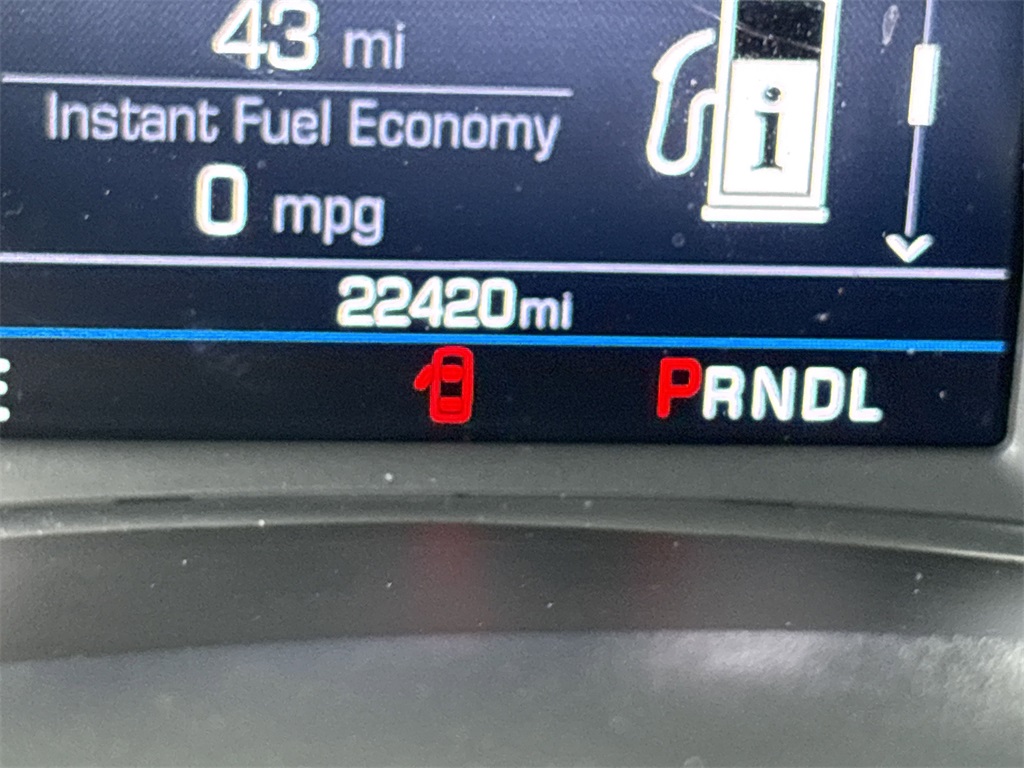 43 mi
Instant Fuel Economy
0 mpg
i
22420mi
E
PRNDL